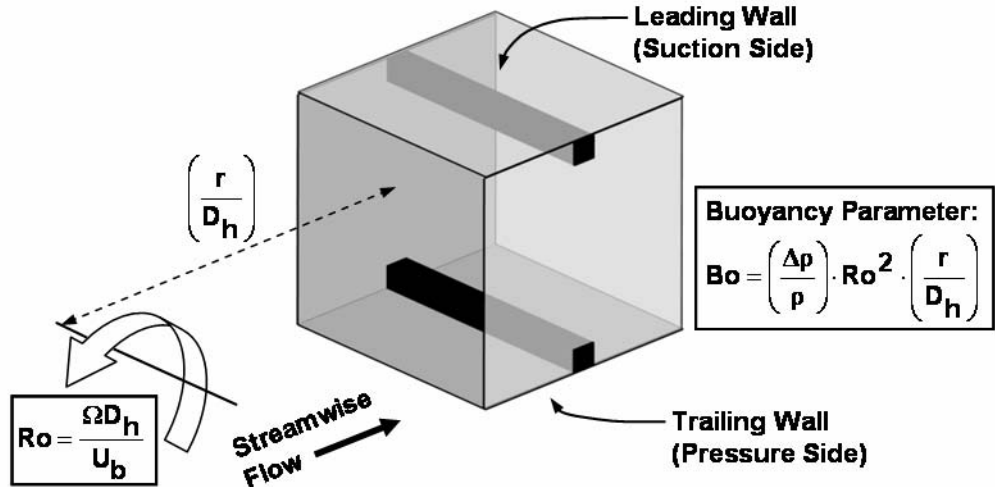 Leading Wall
(Suction Side)
(r/D_h)
Buoyancy Parameter:
Bo = (Δρ/ρ) · Ro² · (r/D_h)
Ro = ΩD_h/U_b
Streamwise
Flow
Trailing Wall
(Pressure Side)